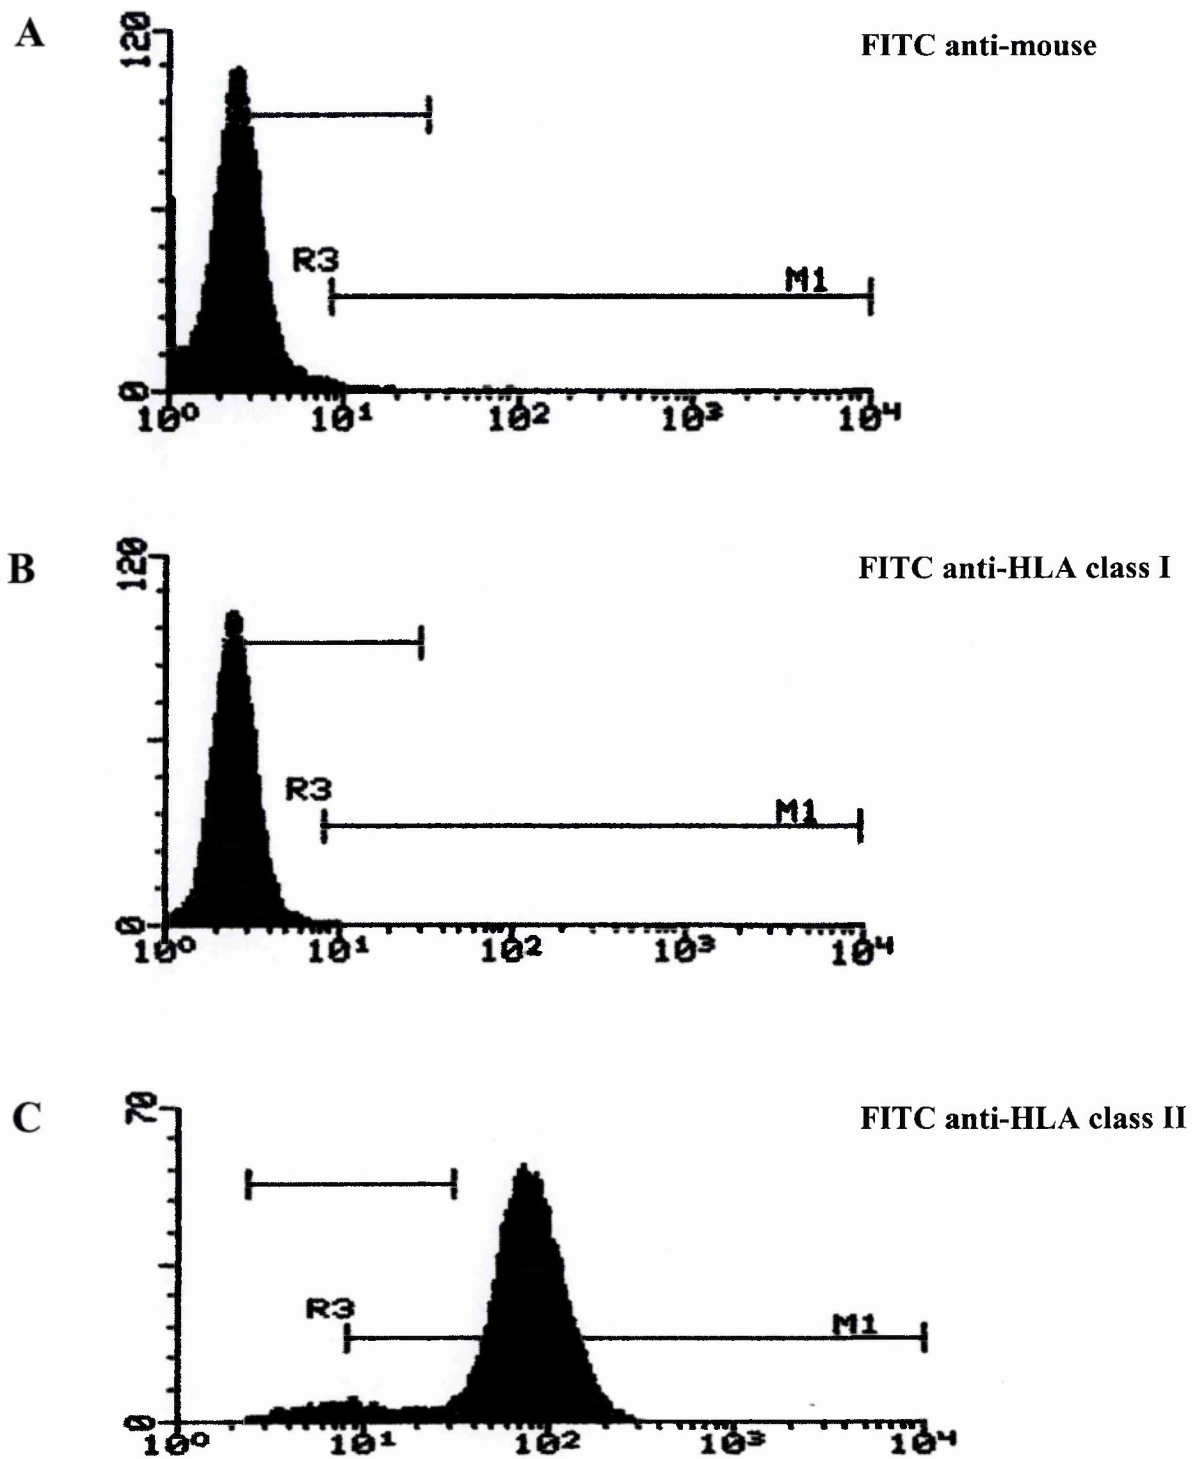 A
FITC anti-mouse
120
R3
M1
0
10⁰ 10¹ 10² 10³ 10⁴
B
FITC anti-HLA class I
120
R3
M1
0
10⁰ 10¹ 10² 10³ 10⁴
C
FITC anti-HLA class II
70
R3
M1
0
10⁰ 10¹ 10² 10³ 10⁴